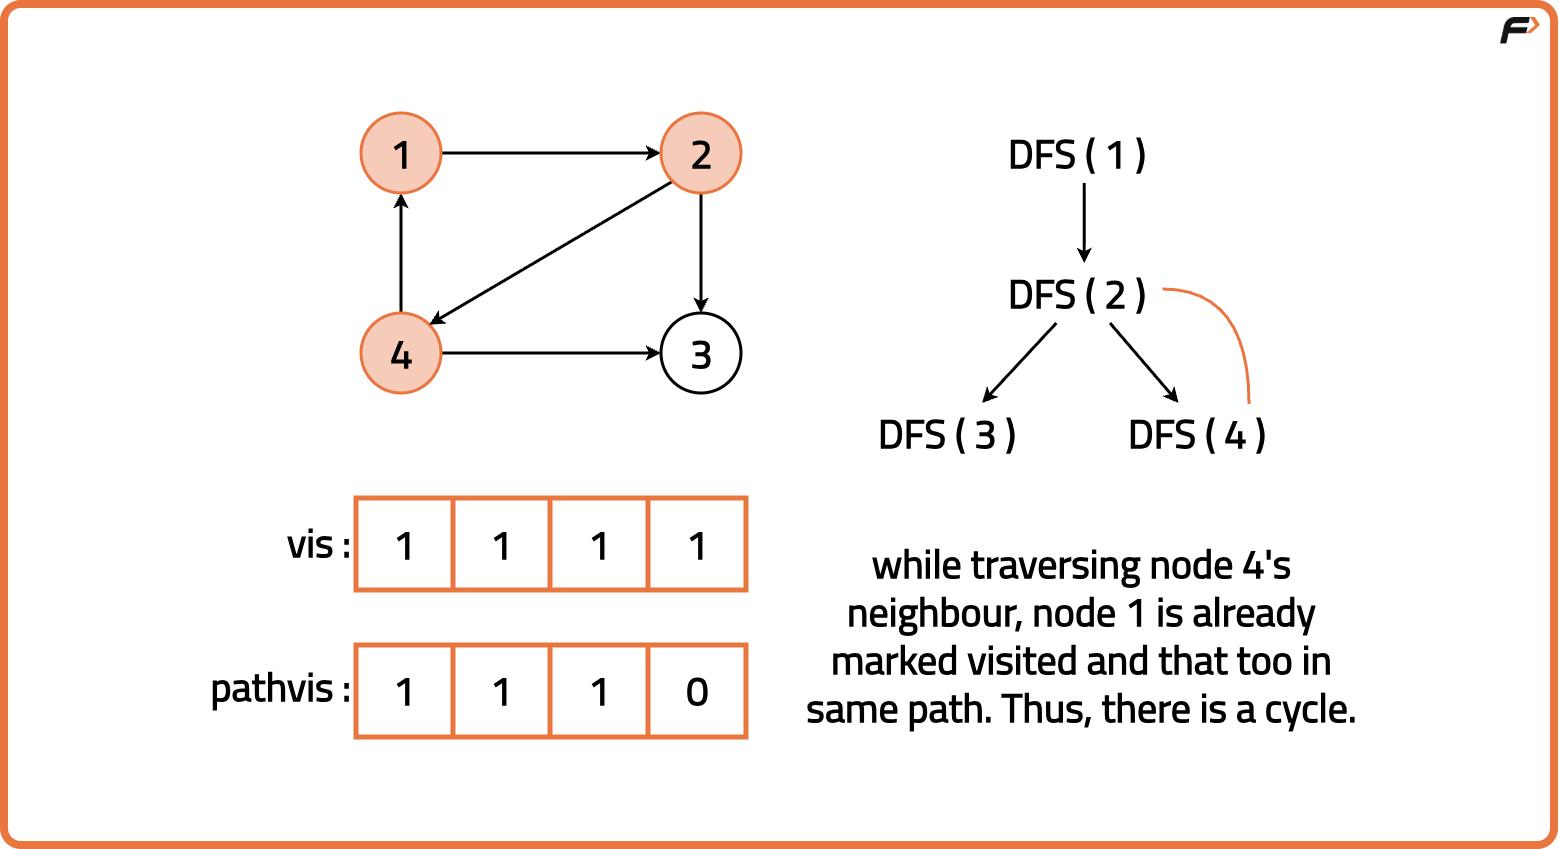 1
2
4
3
DFS ( 1 )
DFS ( 2 )
DFS ( 3 )
DFS ( 4 )
vis : 1 1 1 1
pathvis : 1 1 1 0
while traversing node 4's
neighbour, node 1 is already
marked visited and that too in
same path. Thus, there is a cycle.
F